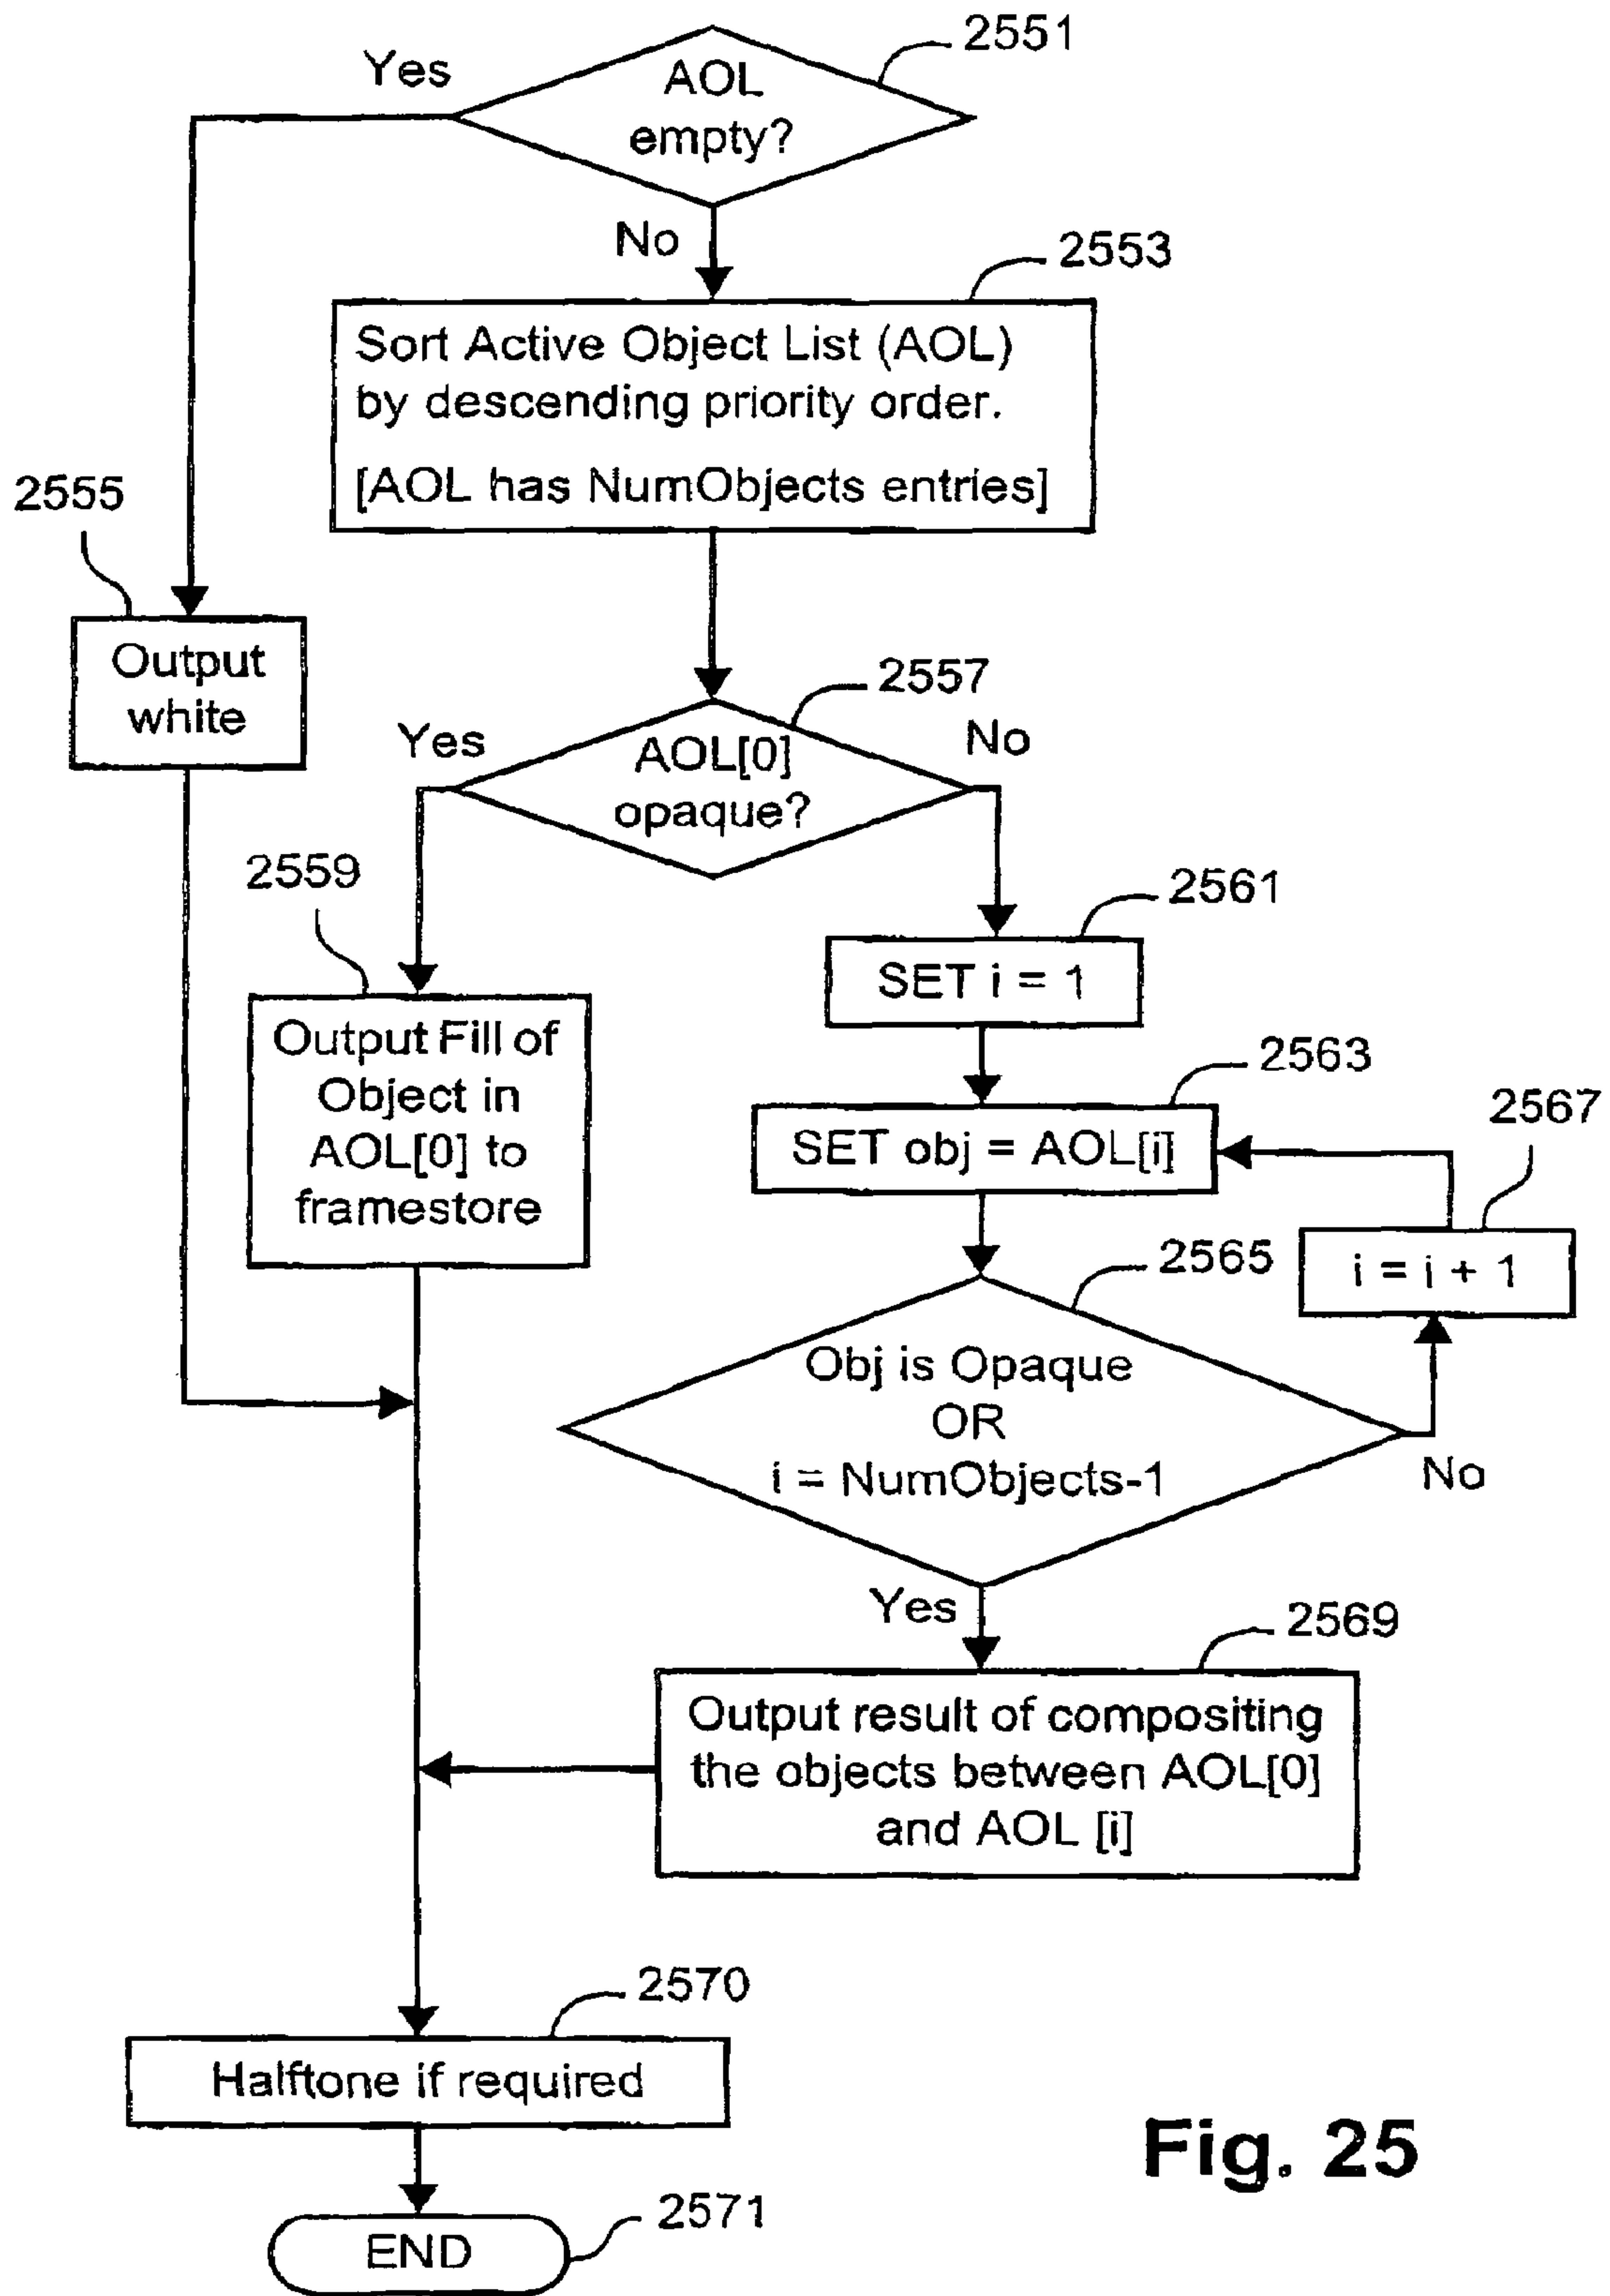 2551
Yes
AOL
empty?
No
2553
Sort Active Object List (AOL)
by descending priority order.
[AOL has NumObjects entries]
2555
Output
white
2557
Yes
No
AOL[0]
opaque?
2559
2561
SET i = 1
Output Fill of
Object in
AOL[0] to
framestore
2563
SET obj = AOL[i]
2567
i = i + 1
2565
Obj is Opaque
OR
i = NumObjects-1
No
Yes
2569
Output result of compositing
the objects between AOL[0]
and AOL [i]
2570
Halftone if required
2571
END
Fig. 25